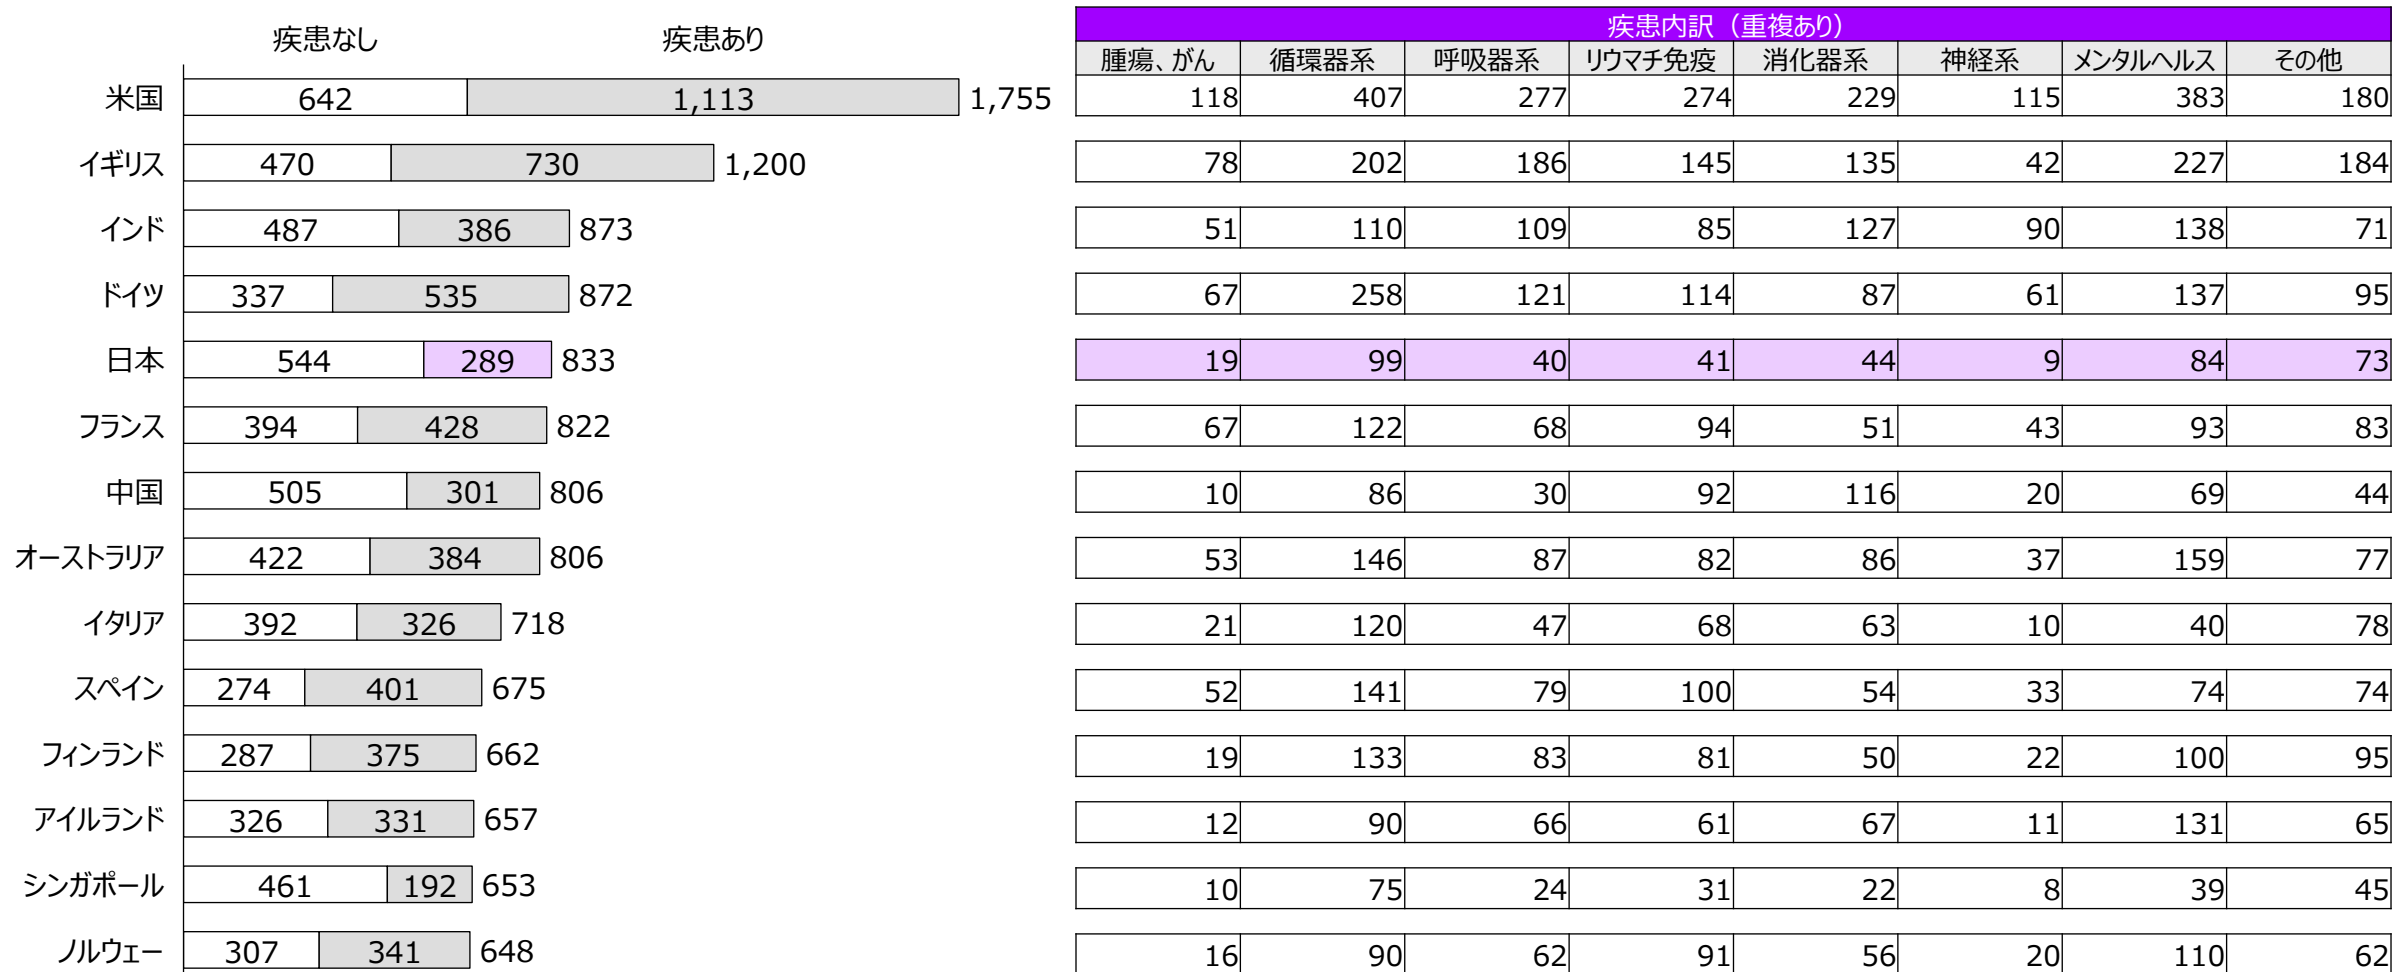 疾患なし 疾患あり
疾患内訳（重複あり）
腫瘍、がん 循環器系 呼吸器系 リウマチ免疫 消化器系 神経系 メンタルヘルス その他
米国 642 1,113 1,755 118 407 277 274 229 115 383 180
イギリス 470 730 1,200 78 202 186 145 135 42 227 184
インド 487 386 873 51 110 109 85 127 90 138 71
ドイツ 337 535 872 67 258 121 114 87 61 137 95
日本 544 289 833 19 99 40 41 44 9 84 73
フランス 394 428 822 67 122 68 94 51 43 93 83
中国 505 301 806 10 86 30 92 116 20 69 44
オーストラリア 422 384 806 53 146 87 82 86 37 159 77
イタリア 392 326 718 21 120 47 68 63 10 40 78
スペイン 274 401 675 52 141 79 100 54 33 74 74
フィンランド 287 375 662 19 133 83 81 50 22 100 95
アイルランド 326 331 657 12 90 66 61 67 11 131 65
シンガポール 461 192 653 10 75 24 31 22 8 39 45
ノルウェー 307 341 648 16 90 62 91 56 20 110 62